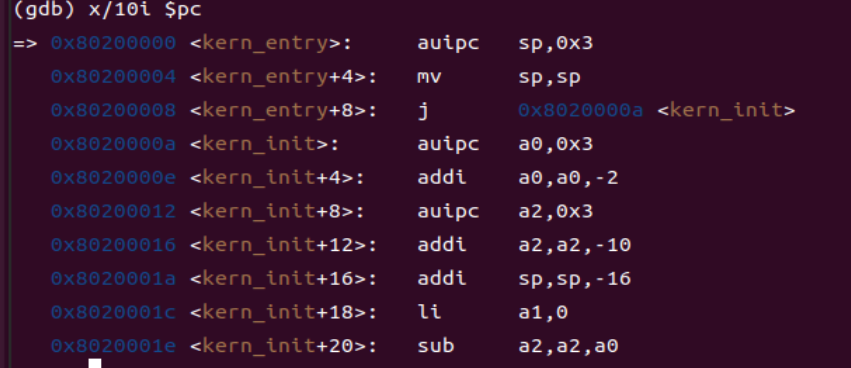 (gdb) x/10i $pc
=> 0x80200000 <kern_entry>:     auipc   sp,0x3
   0x80200004 <kern_entry+4>:   mv      sp,sp
   0x80200008 <kern_entry+8>:   j       0x8020000a <kern_init>
   0x8020000a <kern_init>:      auipc   a0,0x3
   0x8020000e <kern_init+4>:    addi    a0,a0,-2
   0x80200012 <kern_init+8>:    auipc   a2,0x3
   0x80200016 <kern_init+12>:   addi    a2,a2,-10
   0x8020001a <kern_init+16>:   addi    sp,sp,-16
   0x8020001c <kern_init+18>:   li      a1,0
   0x8020001e <kern_init+20>:   sub     a2,a2,a0